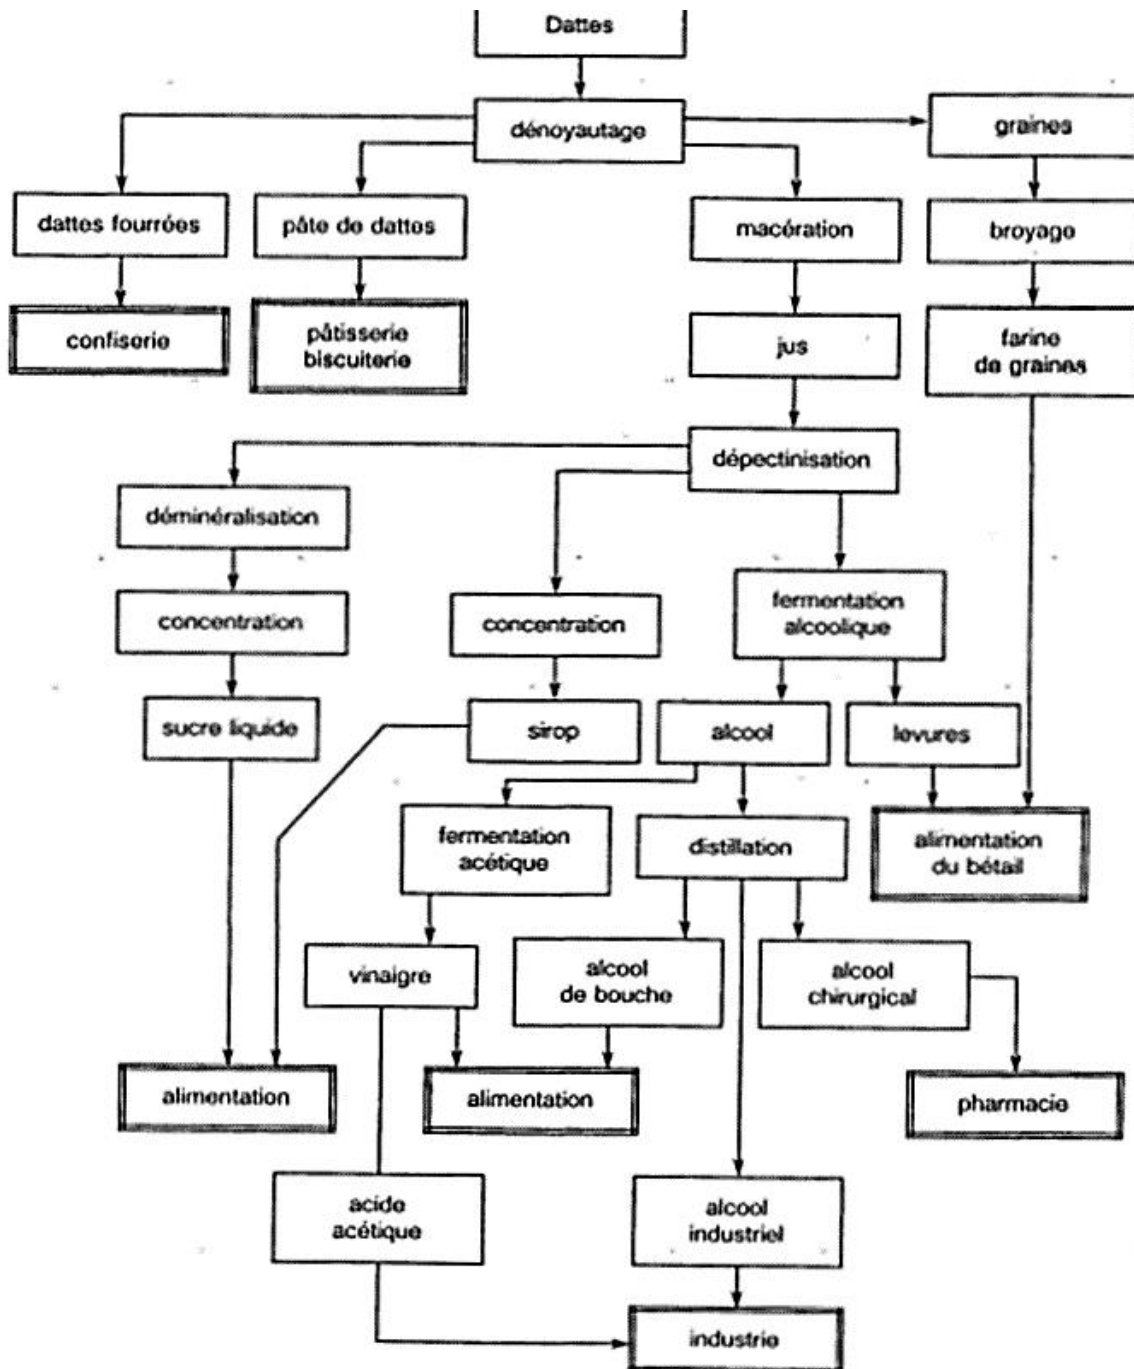 Dattes
dénoyautage
graines
dattes fourrées
pâte de dattes
macération
broyage
confiserie
pâtisserie
biscuiterie
jus
farine
de graines
dépectinisation
déminéralisation
concentration
concentration
fermentation
alcoolique
sucre liquide
sirop
alcool
levures
fermentation
acétique
distillation
alimentation
du bétail
vinaigre
alcool
de bouche
alcool
chirurgical
alimentation
alimentation
pharmacie
acide
acétique
alcool
industriel
industrie